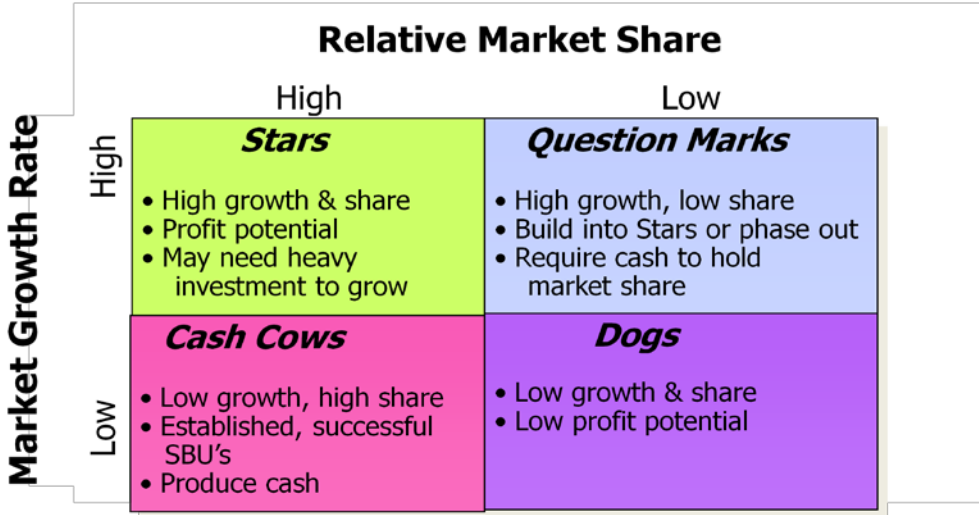 Relative Market Share
High
Low
Market Growth Rate
High
Stars
• High growth & share
• Profit potential
• May need heavy
investment to grow
Question Marks
• High growth, low share
• Build into Stars or phase out
• Require cash to hold
market share
Low
Cash Cows
• Low growth, high share
• Established, successful
SBU's
• Produce cash
Dogs
• Low growth & share
• Low profit potential